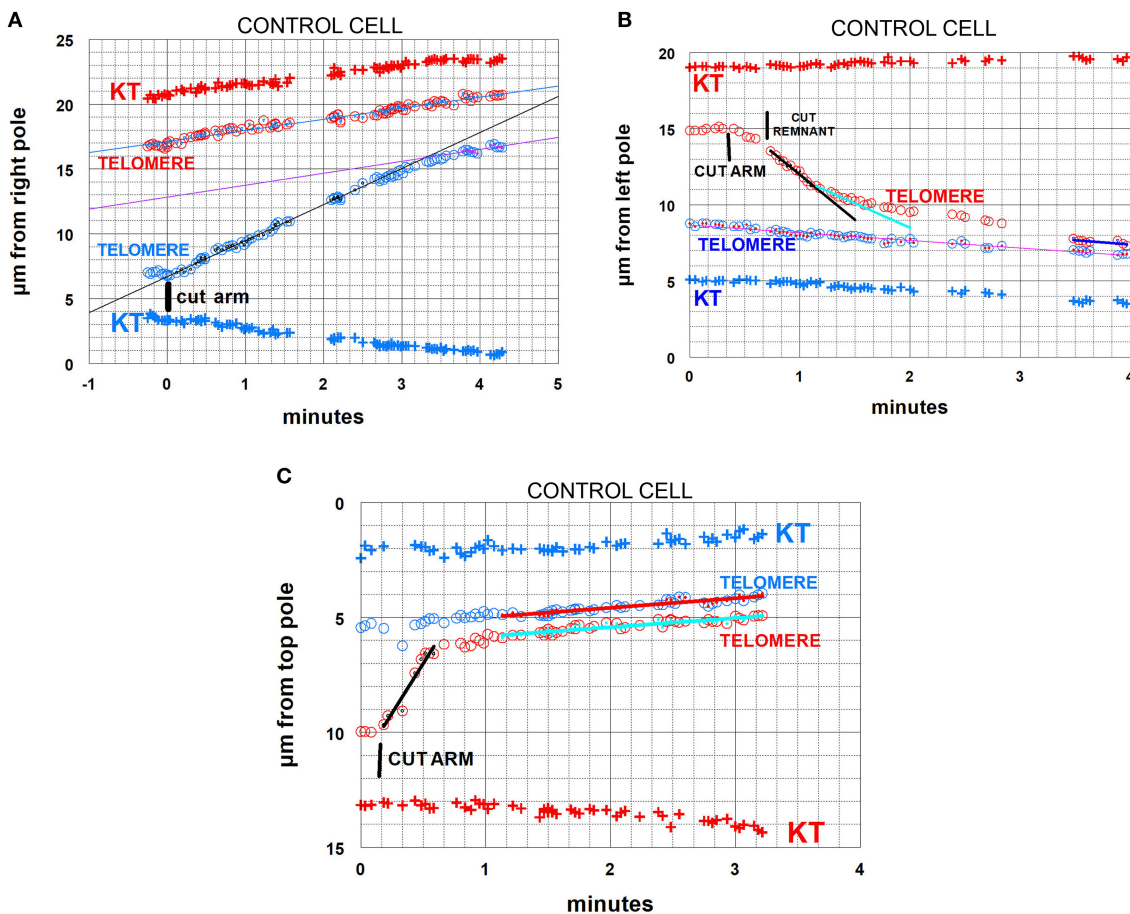 A
CONTROL CELL
25
20
15
10
5
0
-1
0
1
2
3
4
5
µm from right pole
minutes
KT
TELOMERE
TELOMERE
cut arm
KT
B
CONTROL CELL
20
15
10
5
0
0
1
2
3
4
µm from left pole
minutes
KT
CUT
REMNANT
CUT ARM
TELOMERE
TELOMERE
KT
C
CONTROL CELL
0
5
10
15
0
1
2
3
4
µm from top pole
minutes
KT
TELOMERE
TELOMERE
CUT ARM
KT